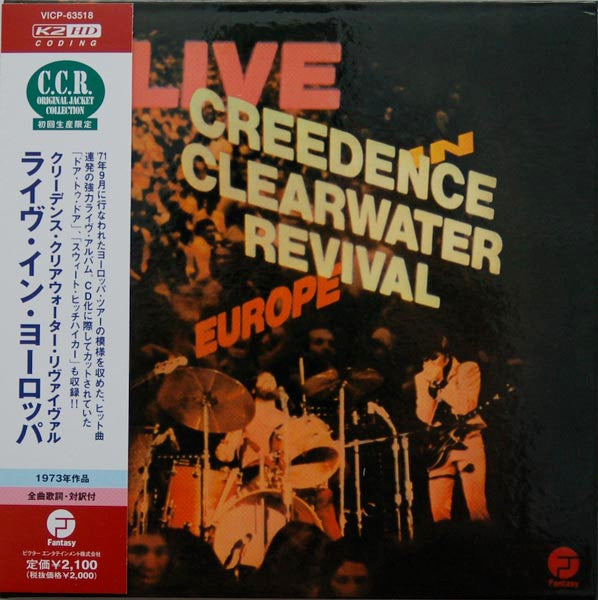 VICP-63518
K2 HD
CODING
C.C.R.
ORIGINAL JACKET
COLLECTION
初回生産限定
'71年9月に行なわれたヨーロッパ・ツアーの模様を収めた、ヒット曲
連発の強力ライヴ・アルバム。CD化に際してカットされていた
「ドア・トゥ・ドア」、「スウィート・ヒッチハイカー」も収録!!
クリーデンス・クリアウォーター・リヴァイヴァル
ライヴ・イン・ヨーロッパ
1973年作品
全曲歌詞・対訳付
Fantasy
ビクター エンタテインメント株式会社
定価¥2,100
(税抜価格¥2,000)
LIVE
IN
CREEDENCE
CLEARWATER
REVIVAL
EUROPE
Fantasy